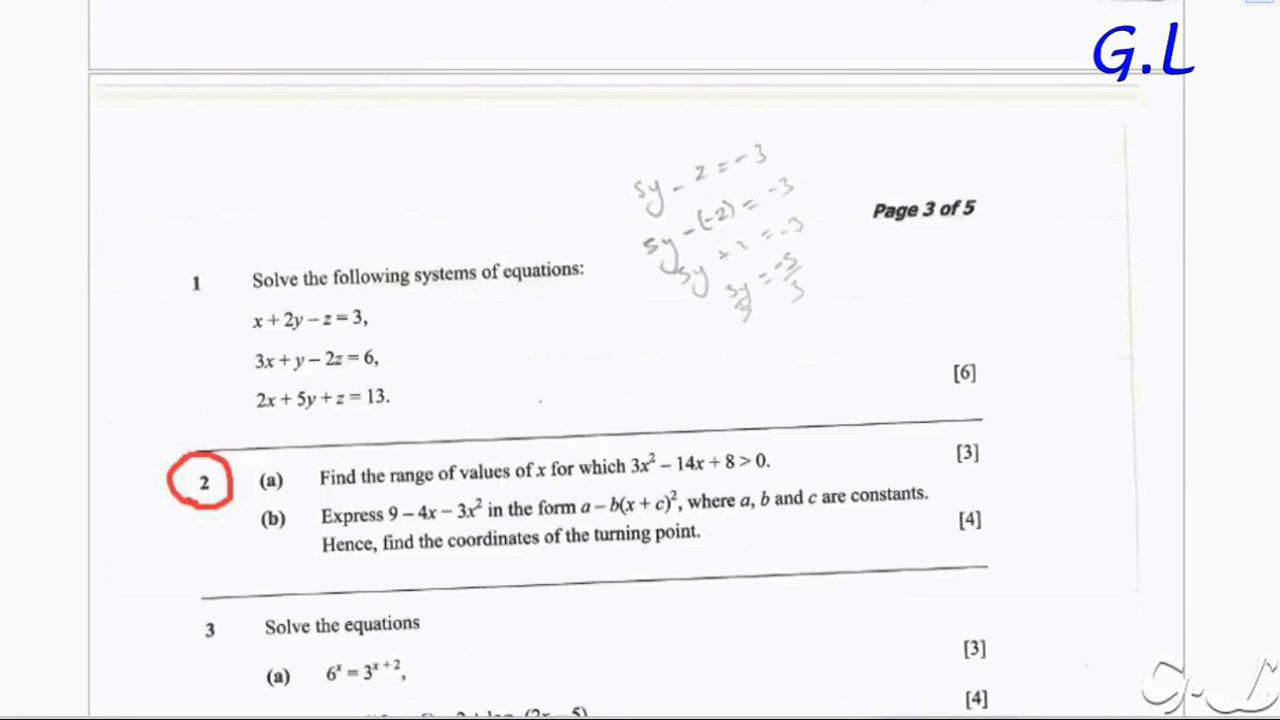 G.L
5y - z = -3
5y - (-2) = -3
5y + 2 = -3
Page 3 of 5
1 Solve the following systems of equations:
x + 2y – z = 3,
3x + y – 2z = 6,
2x + 5y + z = 13. [6]
2 (a) Find the range of values of x for which 3x² – 14x + 8 > 0. [3]
(b) Express 9 – 4x – 3x² in the form a – b(x + c)², where a, b and c are constants.
Hence, find the coordinates of the turning point. [4]
3 Solve the equations [3]
(a) 6ˣ = 3ˣ⁺²,
[4]
G.L